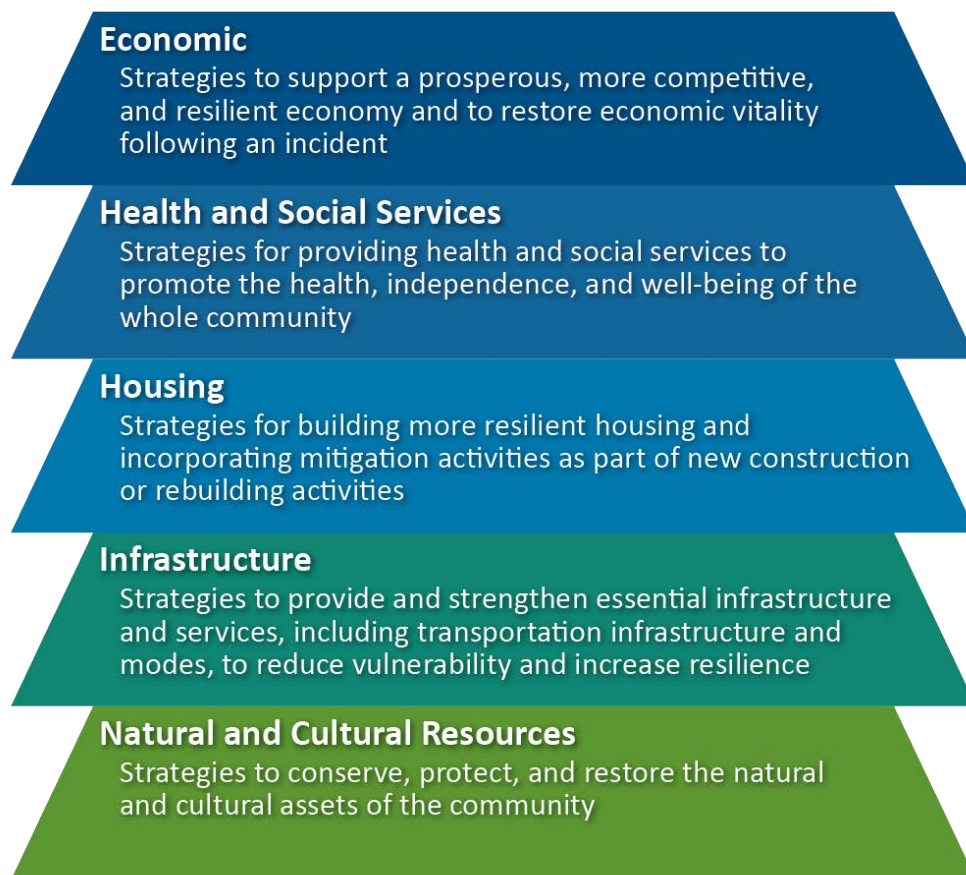 Economic
Strategies to support a prosperous, more competitive,
and resilient economy and to restore economic vitality
following an incident
Health and Social Services
Strategies for providing health and social services to
promote the health, independence, and well-being of the
whole community
Housing
Strategies for building more resilient housing and
incorporating mitigation activities as part of new construction
or rebuilding activities
Infrastructure
Strategies to provide and strengthen essential infrastructure
and services, including transportation infrastructure and
modes, to reduce vulnerability and increase resilience
Natural and Cultural Resources
Strategies to conserve, protect, and restore the natural
and cultural assets of the community